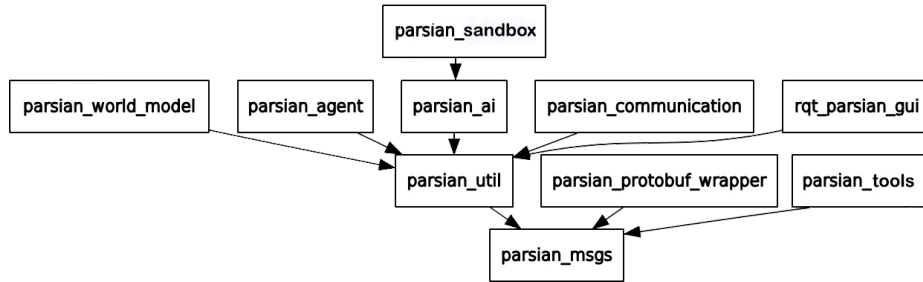 parsian_sandbox
parsian_world_model
parsian_agent
parsian_ai
parsian_communication
rqt_parsian_gui
parsian_util
parsian_protobuf_wrapper
parsian_tools
parsian_msgs